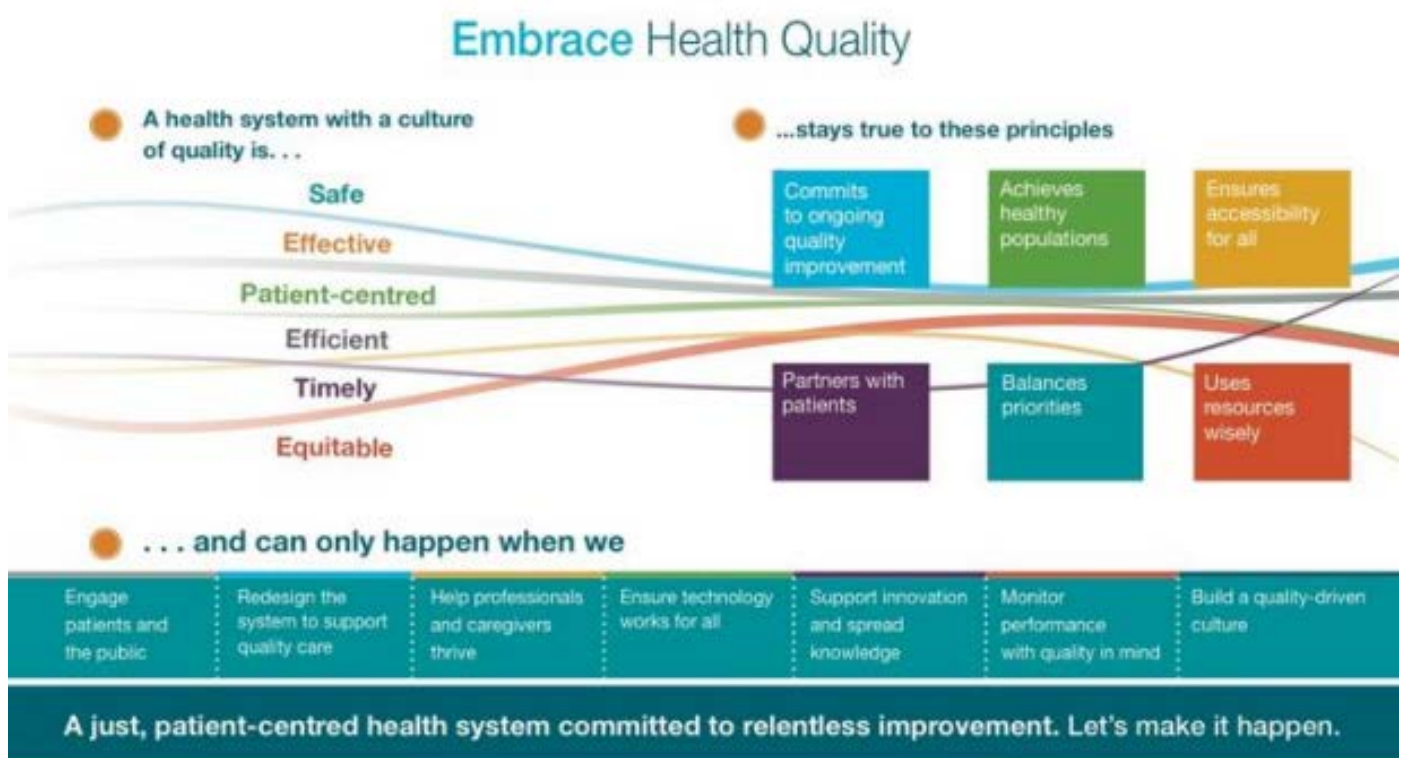 Embrace Health Quality
A health system with a culture
of quality is. . .
Safe
Effective
Patient-centred
Efficient
Timely
Equitable
...stays true to these principles
Commits
to ongoing
quality
improvement
Achieves
healthy
populations
Ensures
accessibility
for all
Partners with
patients
Balances
priorities
Uses
resources
wisely
. . . and can only happen when we
Engage
patients and
the public
Redesign the
system to support
quality care
Help professionals
and caregivers
thrive
Ensure technology
works for all
Support innovation
and spread
knowledge
Monitor
performance
with quality in mind
Build a quality-driven
culture
A just, patient-centred health system committed to relentless improvement. Let's make it happen.